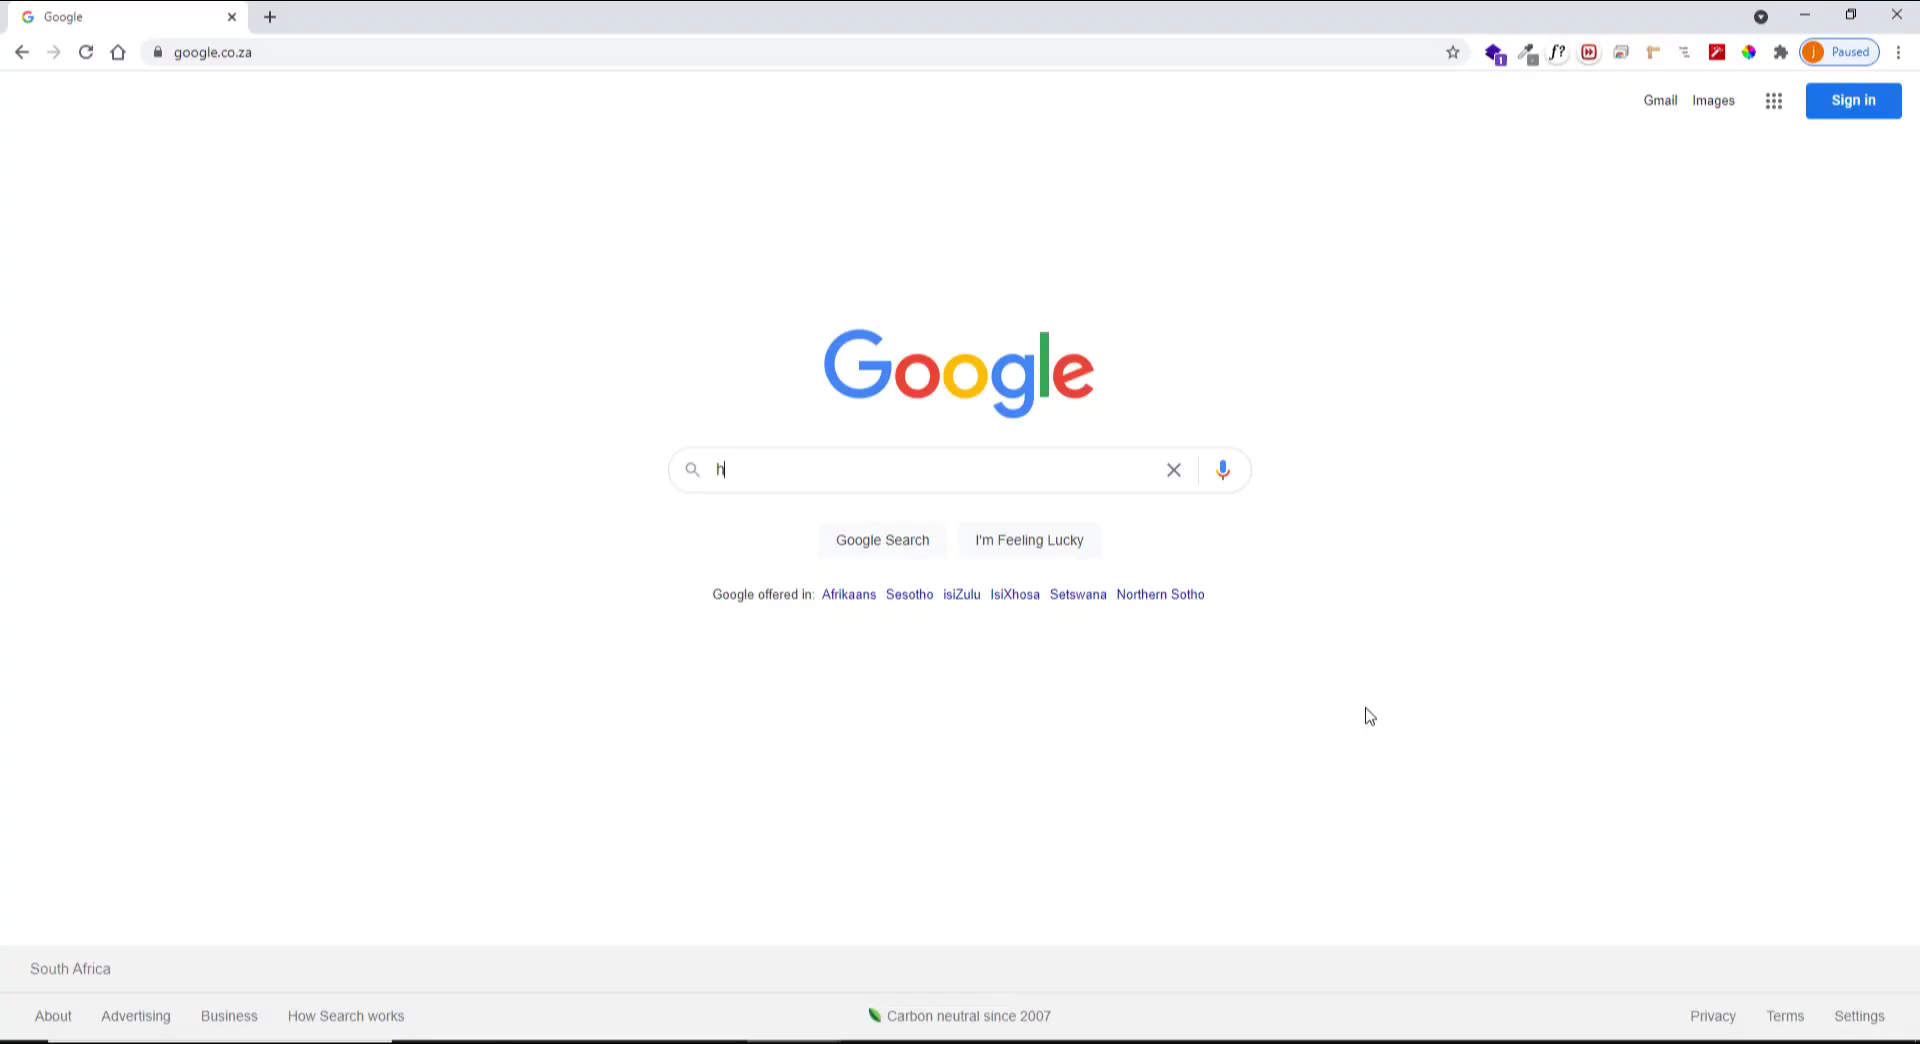 Google
google.co.za
1
f?
j Paused
Gmail Images
Sign in
Google
h
Google Search I'm Feeling Lucky
Google offered in: Afrikaans Sesotho isiZulu IsiXhosa Setswana Northern Sotho
South Africa
About Advertising Business How Search works Carbon neutral since 2007 Privacy Terms Settings